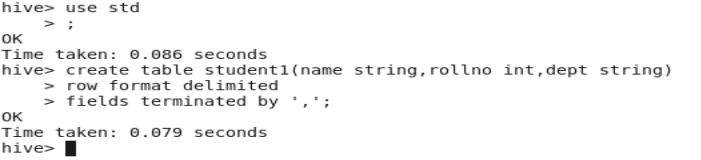 hive> use std
    > ;
OK
Time taken: 0.086 seconds
hive> create table student1(name string,rollno int,dept string)
    > row format delimited
    > fields terminated by ',';
OK
Time taken: 0.079 seconds
hive>